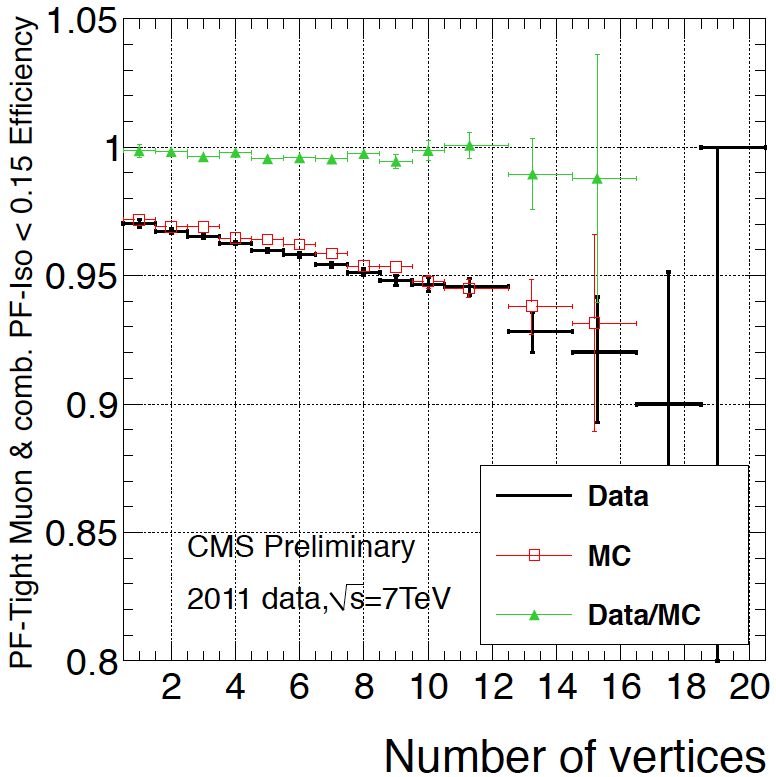 PF-Tight Muon & comb. PF-Iso < 0.15 Efficiency
1.05
1
0.95
0.9
0.85
0.8
CMS Preliminary
2011 data,√s=7TeV
Data
MC
Data/MC
2 4 6 8 10 12 14 16 18 20
Number of vertices